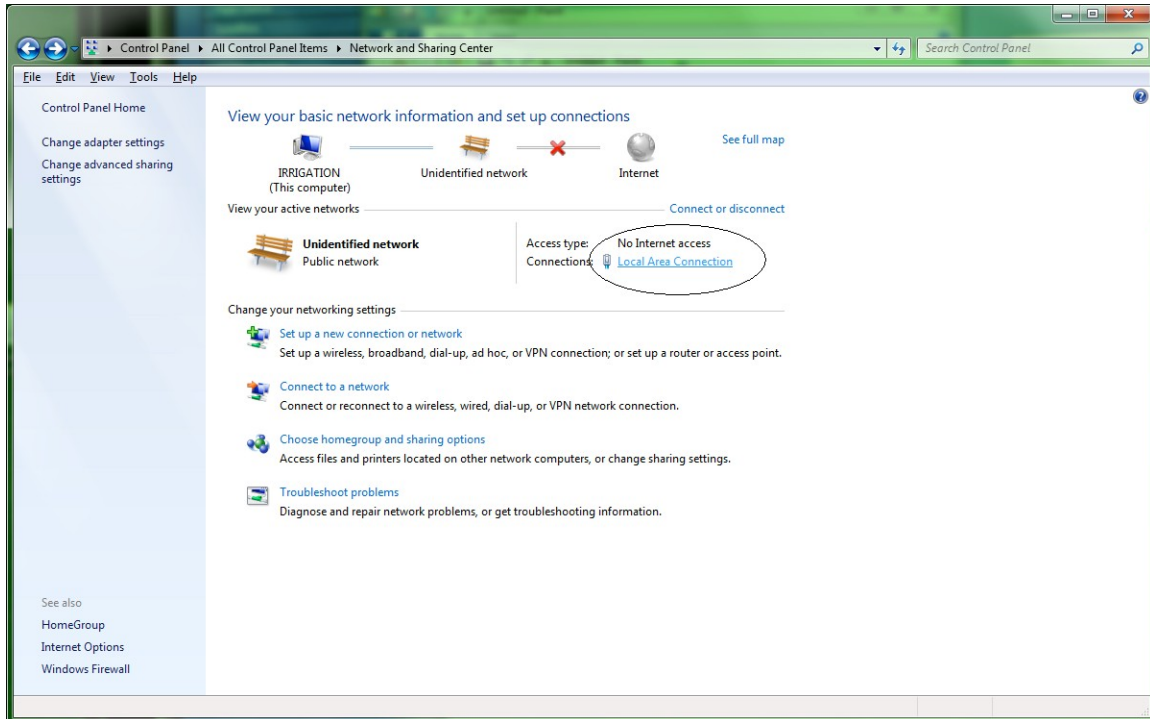 Control Panel ▸ All Control Panel Items ▸ Network and Sharing Center
Search Control Panel
File Edit View Tools Help
Control Panel Home
Change adapter settings
Change advanced sharing
settings
View your basic network information and set up connections
See full map
IRRIGATION
(This computer)
Unidentified network
Internet
View your active networks
Connect or disconnect
Unidentified network
Public network
Access type: No Internet access
Connections: Local Area Connection
Change your networking settings
Set up a new connection or network
Set up a wireless, broadband, dial-up, ad hoc, or VPN connection; or set up a router or access point.
Connect to a network
Connect or reconnect to a wireless, wired, dial-up, or VPN network connection.
Choose homegroup and sharing options
Access files and printers located on other network computers, or change sharing settings.
Troubleshoot problems
Diagnose and repair network problems, or get troubleshooting information.
See also
HomeGroup
Internet Options
Windows Firewall